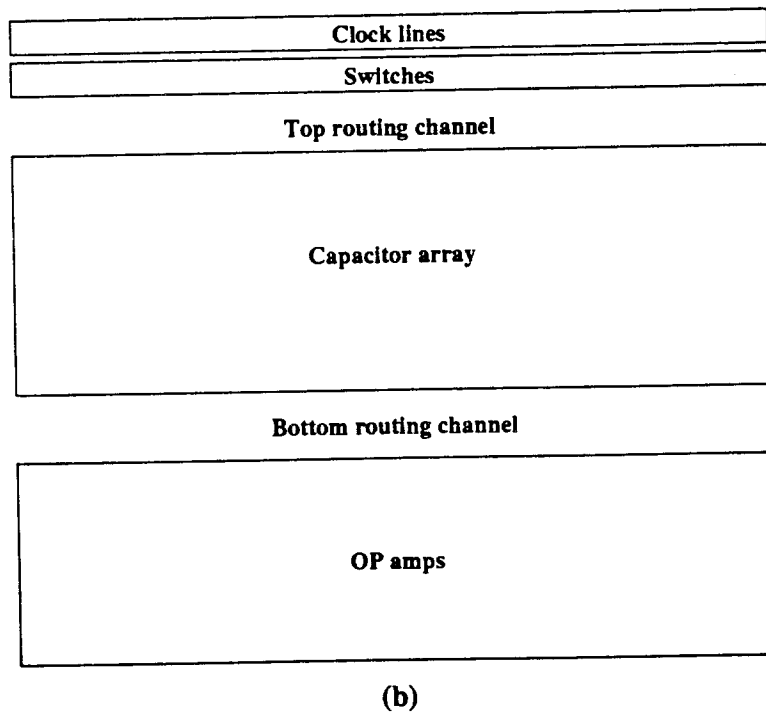 Clock lines
Switches
Top routing channel
Capacitor array
Bottom routing channel
OP amps
(b)